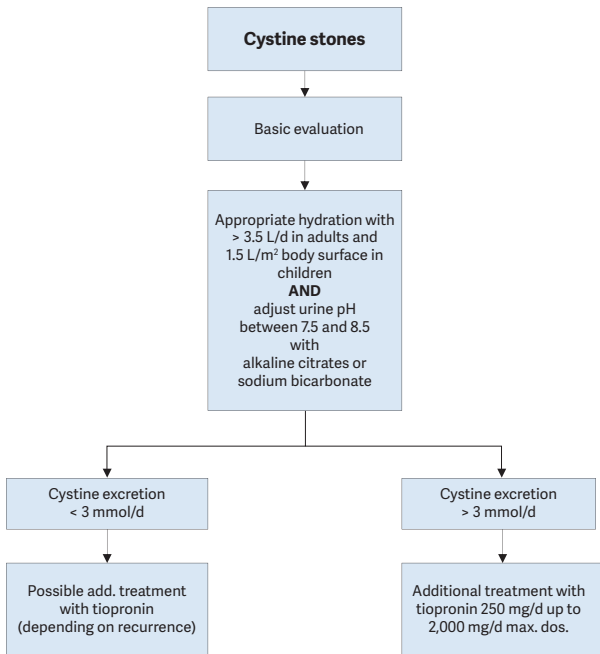 Cystine stones
Basic evaluation
Appropriate hydration with
> 3.5 L/d in adults and
1.5 L/m² body surface in
children
AND
adjust urine pH
between 7.5 and 8.5
with
alkaline citrates or
sodium bicarbonate
Cystine excretion
< 3 mmol/d
Cystine excretion
> 3 mmol/d
Possible add. treatment
with tiopronin
(depending on recurrence)
Additional treatment with
tiopronin 250 mg/d up to
2,000 mg/d max. dos.